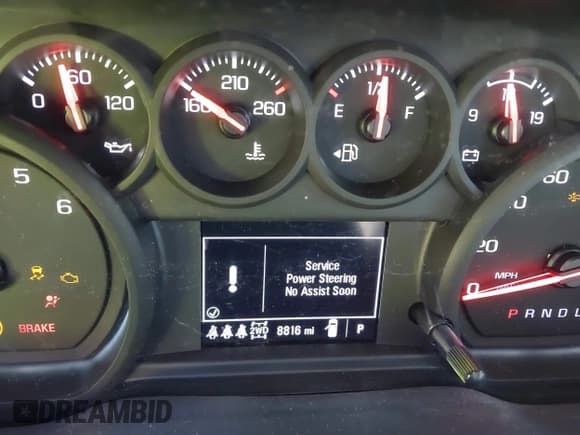 0 60 120
160 210 260
E 1/2 F
9 19
5
6
BRAKE
Service
Power Steering
No Assist Soon
2WD 8816 mi P
0 20 60
MPH
P R N D L
DREAMBID